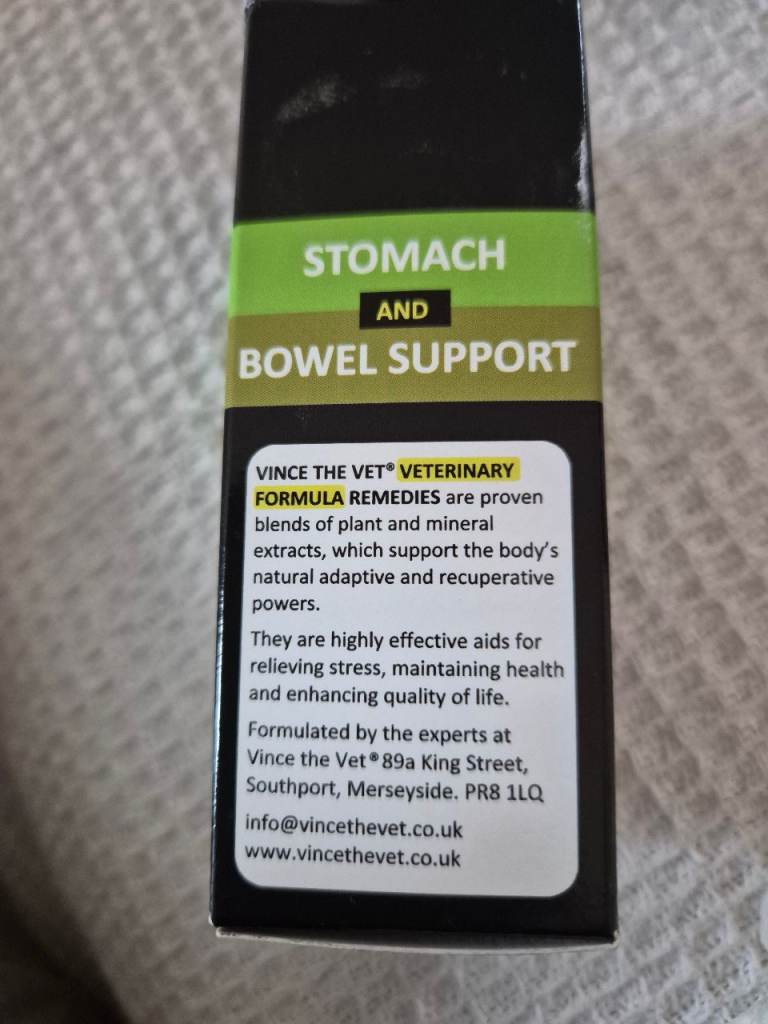 STOMACH
AND
BOWEL SUPPORT
VINCE THE VET® VETERINARY
FORMULA REMEDIES are proven
blends of plant and mineral
extracts, which support the body's
natural adaptive and recuperative
powers.
They are highly effective aids for
relieving stress, maintaining health
and enhancing quality of life.
Formulated by the experts at
Vince the Vet® 89a King Street,
Southport, Merseyside. PR8 1LQ
info@vincethevet.co.uk
www.vincethevet.co.uk